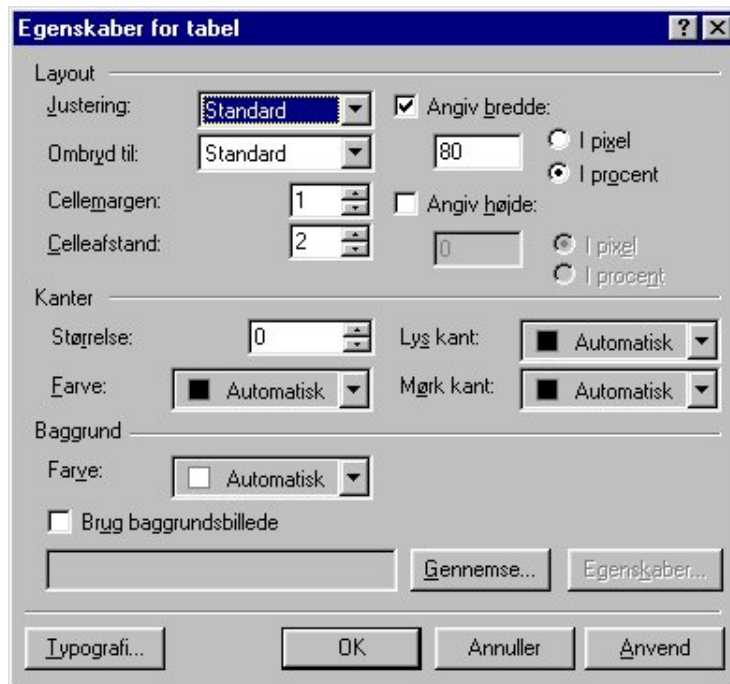 Egenskaber for tabel
Layout
Justering: Standard
Angiv bredde:
Ombryd til: Standard
80
I pixel
I procent
Cellemargen: 1
Angiv højde:
Celleafstand: 2
0
I pixel
I procent
Kanter
Størrelse: 0
Lys kant: Automatisk
Farve: Automatisk
Mørk kant: Automatisk
Baggrund
Farve: Automatisk
Brug baggrundsbillede
Gennemse... Egenskaber...
Typografi... OK Annuller Anvend